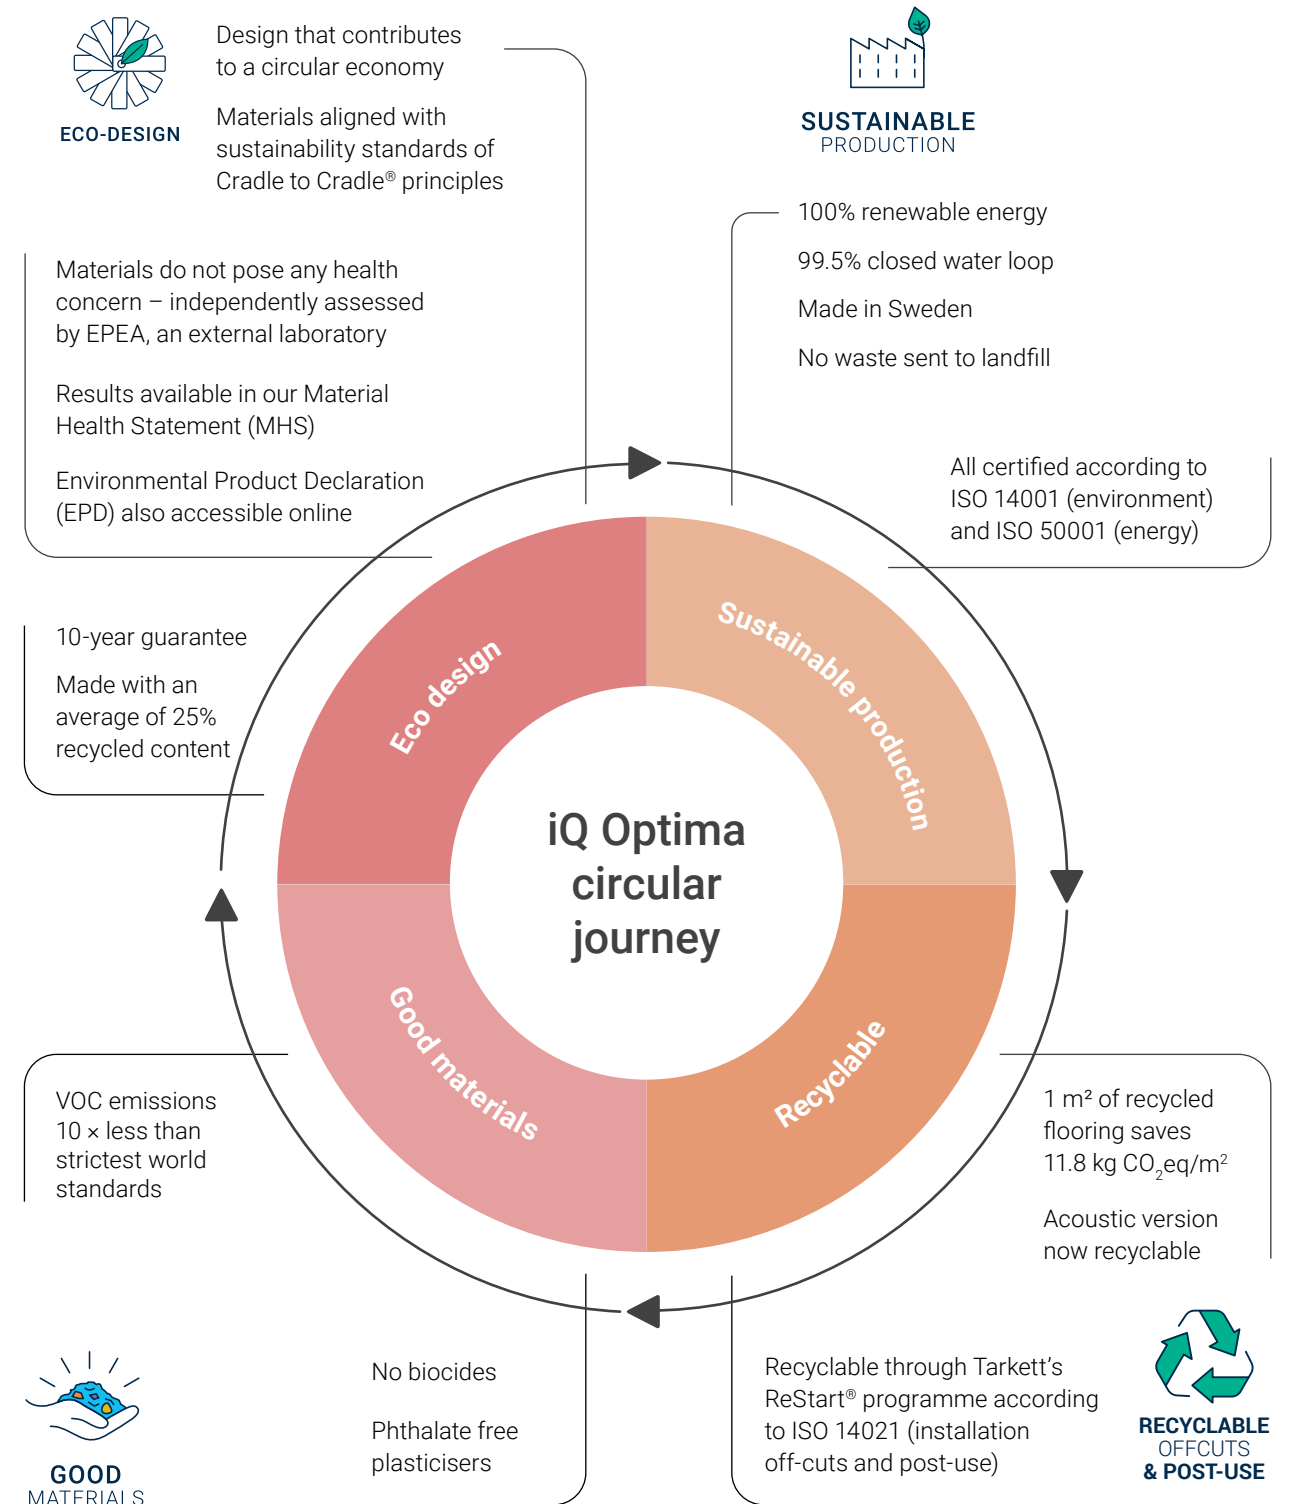 ECO-DESIGN
Design that contributes
to a circular economy
Materials aligned with
sustainability standards of
Cradle to Cradle® principles
SUSTAINABLE
PRODUCTION
100% renewable energy
99.5% closed water loop
Made in Sweden
No waste sent to landfill
Materials do not pose any health
concern – independently assessed
by EPEA, an external laboratory
Results available in our Material
Health Statement (MHS)
Environmental Product Declaration
(EPD) also accessible online
All certified according to
ISO 14001 (environment)
and ISO 50001 (energy)
10-year guarantee
Made with an
average of 25%
recycled content
Eco design
Sustainable production
iQ Optima
circular
journey
Good materials
Recyclable
VOC emissions
10 × less than
strictest world
standards
1 m² of recycled
flooring saves
11.8 kg CO₂eq/m²
Acoustic version
now recyclable
No biocides
Phthalate free
plasticisers
Recyclable through Tarkett’s
ReStart® programme according
to ISO 14021 (installation
off-cuts and post-use)
GOOD
MATERIALS
RECYCLABLE
OFFCUTS
& POST-USE